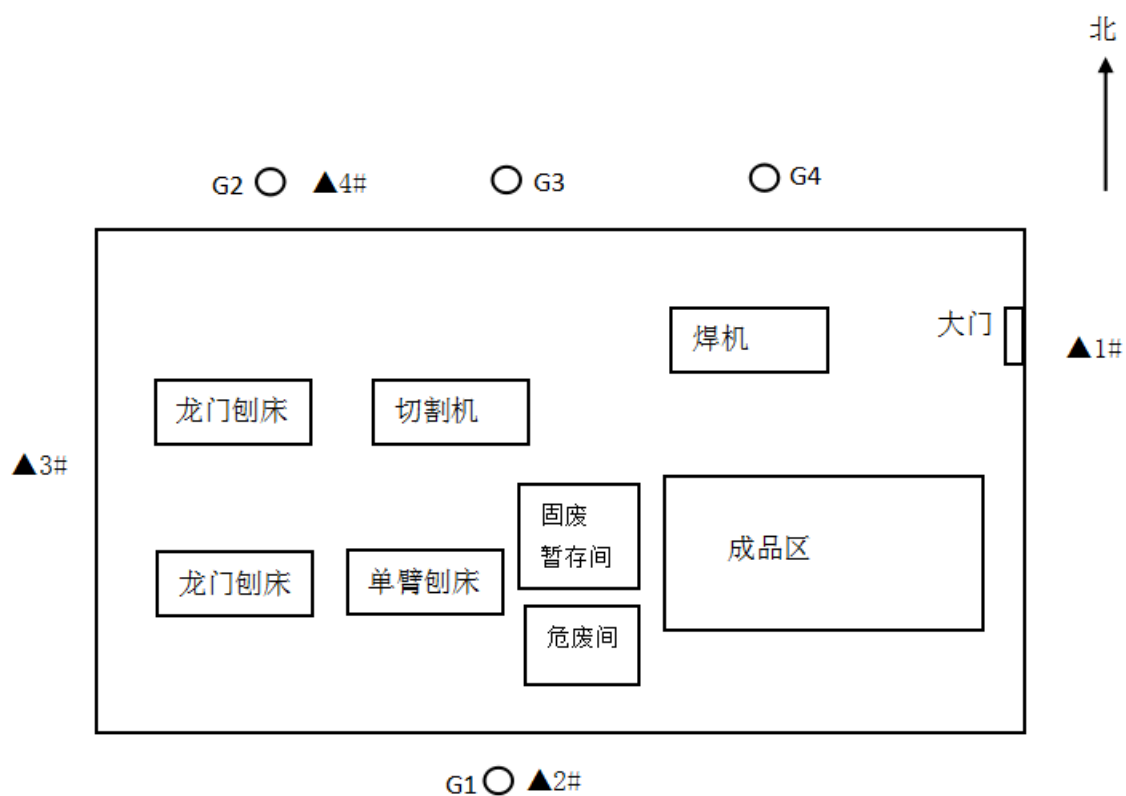 北
G2 ▲4# G3 G4
大门
焊机
▲1#
龙门刨床
切割机
▲3#
固废
暂存间
成品区
龙门刨床
单臂刨床
危废间
G1 ▲2#